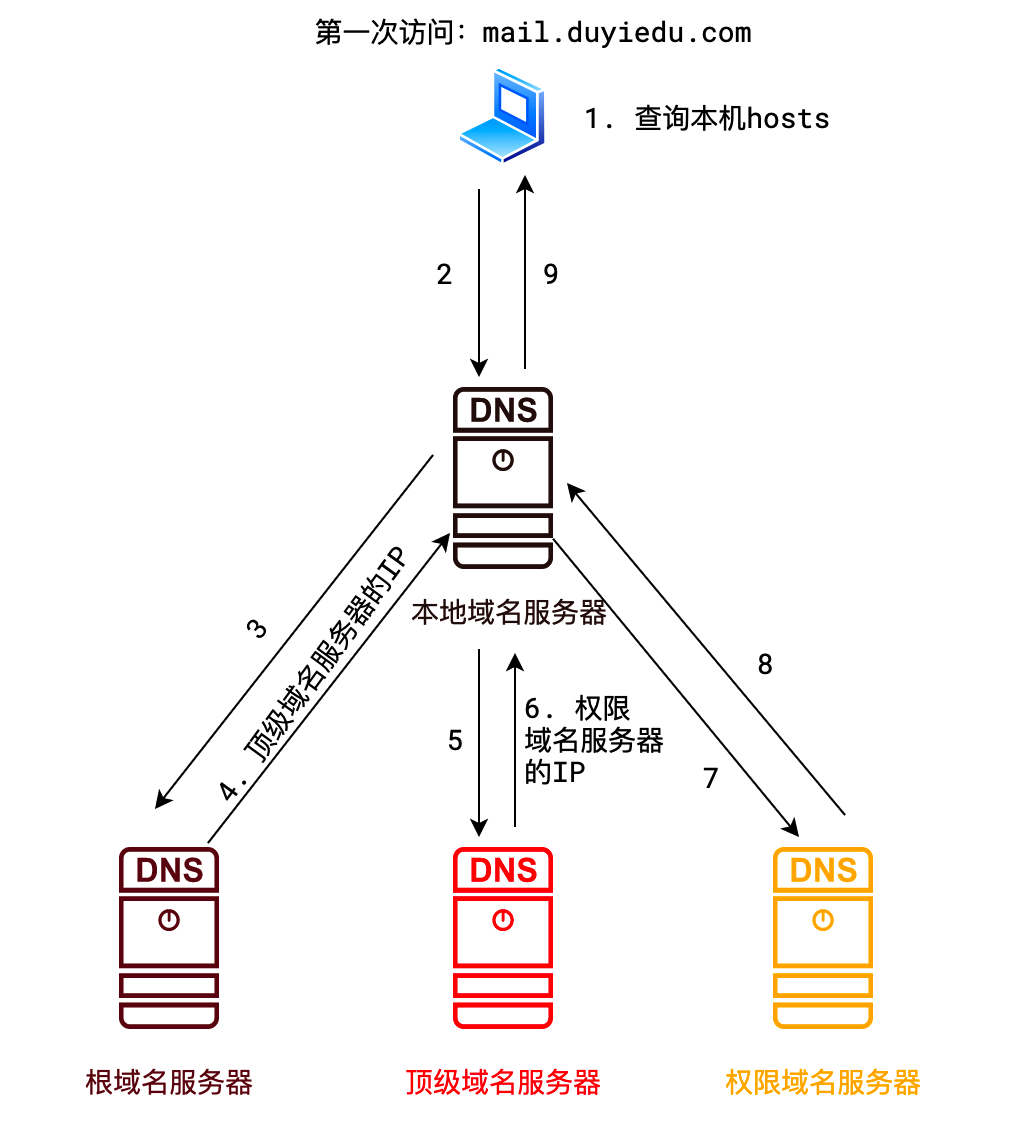 第一次访问：mail.duyiedu.com
1. 查询本机hosts
2
9
DNS
本地域名服务器
3
4. 顶级域名服务器的IP
5
6. 权限
域名服务器
的IP
7
8
DNS
DNS
DNS
根域名服务器
顶级域名服务器
权限域名服务器